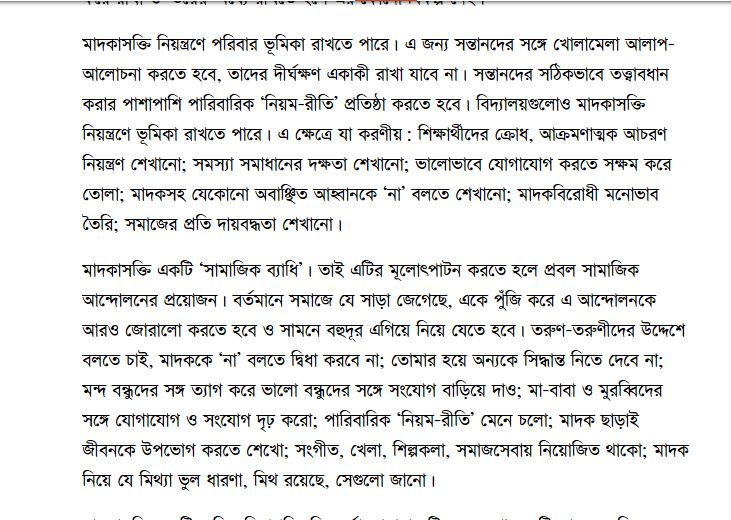 মাদকাসক্তি নিয়ন্ত্রণে পরিবার ভূমিকা রাখতে পারে। এ জন্য সন্তানদের সঙ্গে খোলামেলা আলাপ-
আলোচনা করতে হবে, তাদের দীর্ঘক্ষণ একাকী রাখা যাবে না। সন্তানদের সঠিকভাবে তত্ত্বাবধান
করার পাশাপাশি পারিবারিক ‘নিয়ম-রীতি’ প্রতিষ্ঠা করতে হবে। বিদ্যালয়গুলোও মাদকাসক্তি
নিয়ন্ত্রণে ভূমিকা রাখতে পারে। এ ক্ষেত্রে যা করণীয় : শিক্ষার্থীদের ক্রোধ, আক্রমণাত্মক আচরণ
নিয়ন্ত্রণ শেখানো; সমস্যা সমাধানের দক্ষতা শেখানো; ভালোভাবে যোগাযোগ করতে সক্ষম করে
তোলা; মাদকসহ যেকোনো অবাঞ্ছিত আহ্বানকে ‘না’ বলতে শেখানো; মাদকবিরোধী মনোভাব
তৈরি; সমাজের প্রতি দায়বদ্ধতা শেখানো।
মাদকাসক্তি একটি ‘সামাজিক ব্যাধি’। তাই এটির মূলোৎপাটন করতে হলে প্রবল সামাজিক
আন্দোলনের প্রয়োজন। বর্তমানে সমাজে যে সাড়া জেগেছে, একে পুঁজি করে এ আন্দোলনকে
আরও জোরালো করতে হবে ও সামনে বহুদূর এগিয়ে নিয়ে যেতে হবে। তরুণ-তরুণীদের উদ্দেশে
বলতে চাই, মাদককে ‘না’ বলতে দ্বিধা করবে না; তোমার হয়ে অন্যকে সিদ্ধান্ত নিতে দেবে না;
মন্দ বন্ধুদের সঙ্গ ত্যাগ করে ভালো বন্ধুদের সঙ্গে সংযোগ বাড়িয়ে দাও; মা-বাবা ও মুরব্বিদের
সঙ্গে যোগাযোগ ও সংযোগ দৃঢ় করো; পারিবারিক ‘নিয়ম-রীতি’ মেনে চলো; মাদক ছাড়াই
জীবনকে উপভোগ করতে শেখো; সংগীত, খেলা, শিল্পকলা, সমাজসেবায় নিয়োজিত থাকো; মাদক
নিয়ে যে মিথ্যা ভুল ধারণা, মিথ রয়েছে, সেগুলো জানো।